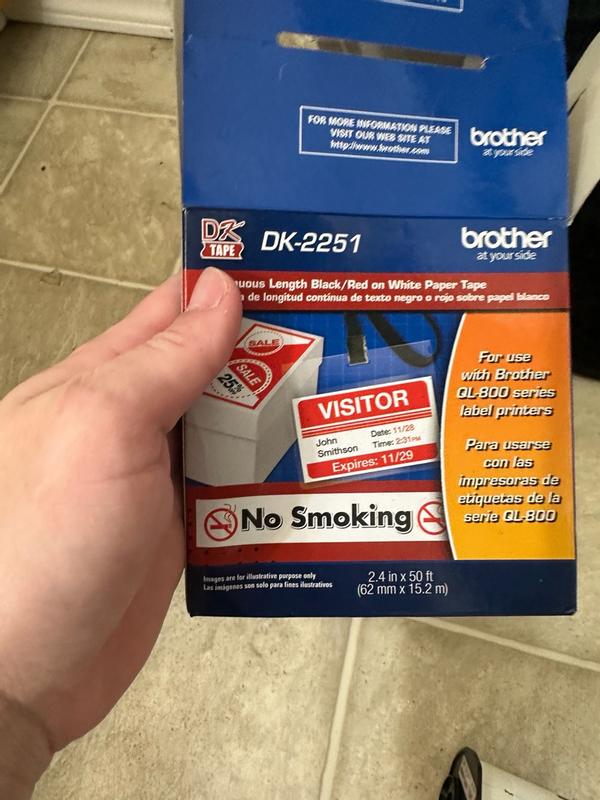 FOR MORE INFORMATION PLEASE
VISIT OUR WEB SITE AT
http://www.brother.com
brother
at your side
DK
TAPE
DK-2251
brother
at your side
Length Black/Red on White Paper Tape
de longitud continua de texto negro o rojo sobre papel blanco
SALE
SALE
25%
VISITOR
John
Smithson
Date: 11/28
Time: 2:31PM
Expires: 11/29
No Smoking
For use
with Brother
QL-800 series
label printers
Para usarse
con las
impresoras de
etiquetas de la
serie QL-800
Images are for illustrative purpose only
Las imágenes son solo para fines ilustrativos
2.4 in x 50 ft
(62 mm x 15.2 m)